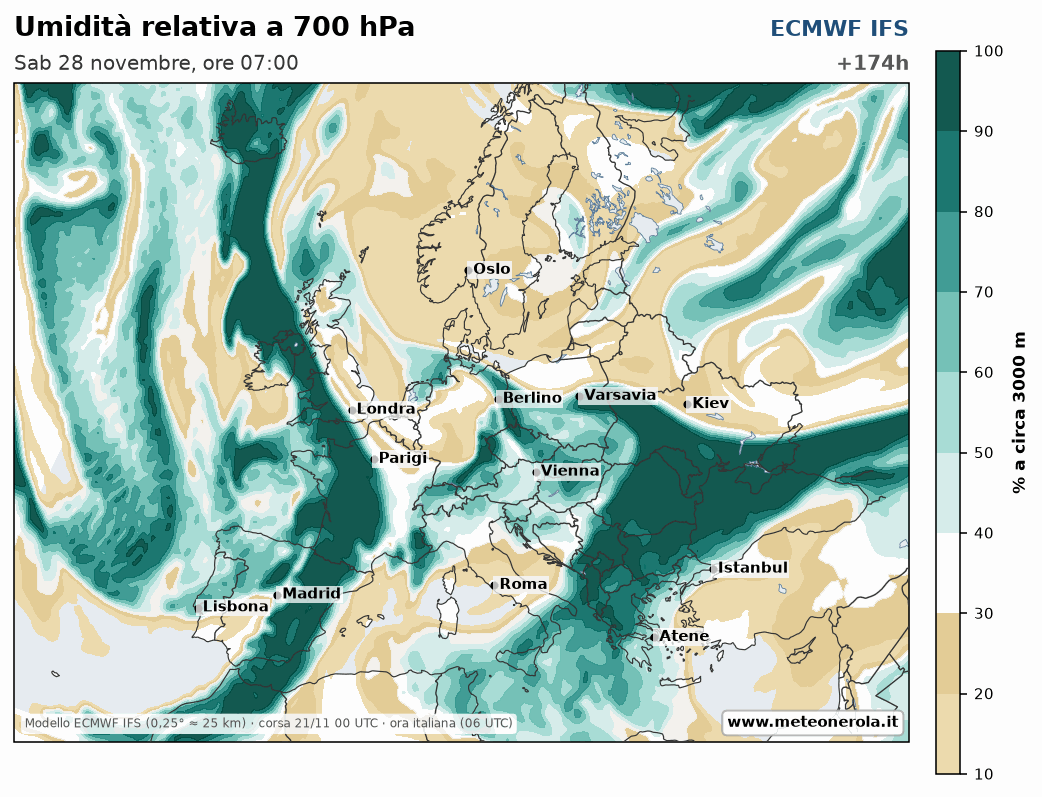 Umidità relativa a 700 hPa
ECMWF IFS
Sab 28 novembre, ore 07:00
+174h
100
90
80
70
60
50
40
30
20
10
% a circa 3000 m
Oslo
Berlino
Varsavia
Kiev
Londra
Parigi
Vienna
Istanbul
Roma
Madrid
Lisbona
Atene
Modello ECMWF IFS (0,25° ≈ 25 km) · corsa 21/11 00 UTC · ora italiana (06 UTC)
www.meteonerola.it